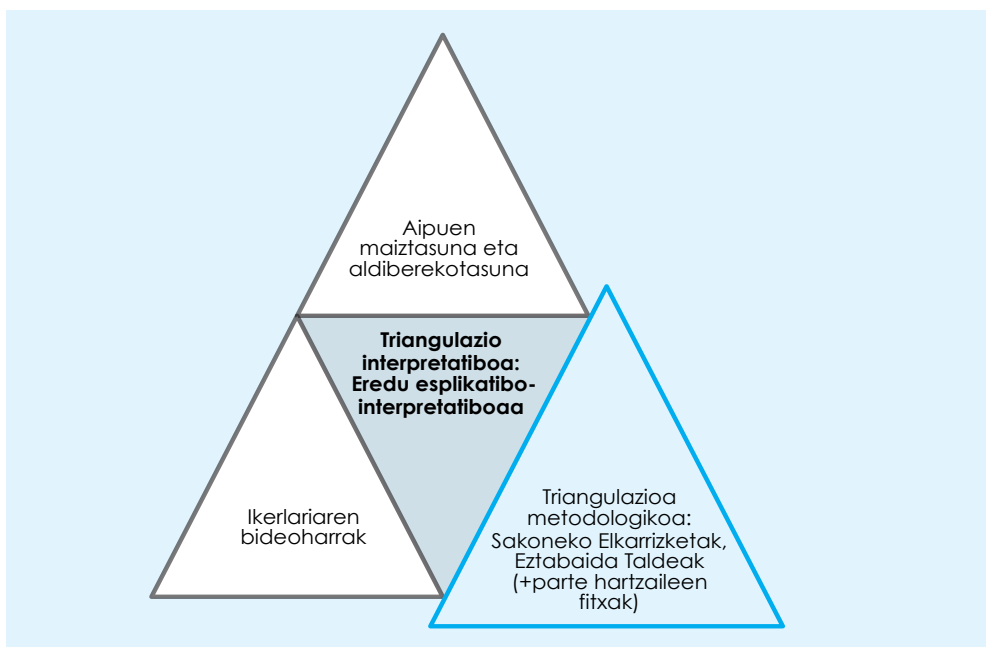 Aipuen
maiztasuna eta
aldiberekotasuna
Triangulazio
interpretatiboa:
Eredu esplikatibo-
interpretatiboaa
Ikerlariaren
bideoharrak
Triangulazioa
metodologikoa:
Sakoneko Elkarrizketak,
Eztabaida Taldeak
(+parte hartzaileen
fitxak)